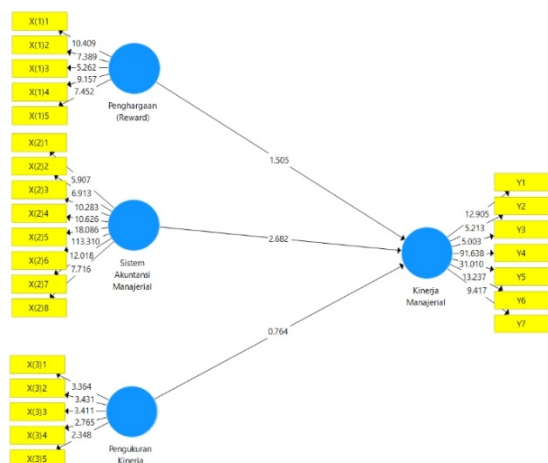 X(1)1
X(1)2
X(1)3
X(1)4
X(1)5
10.409
7.389
5.262
9.157
7.452
Penghargaan
(Reward)
1.505
X(2)1
X(2)2
X(2)3
X(2)4
X(2)5
X(2)6
X(2)7
X(2)8
5.907
6.913
10.283
10.626
18.086
113.310
12.018
7.716
Sistem
Akuntansi
Manajerial
2.682
X(3)1
X(3)2
X(3)3
X(3)4
X(3)5
3.364
3.431
3.411
2.765
2.348
Pengukuran
Kinerja
0.764
Kinerja
Manajerial
12.905
5.213
5.003
91.638
31.010
13.237
9.417
Y1
Y2
Y3
Y4
Y5
Y6
Y7